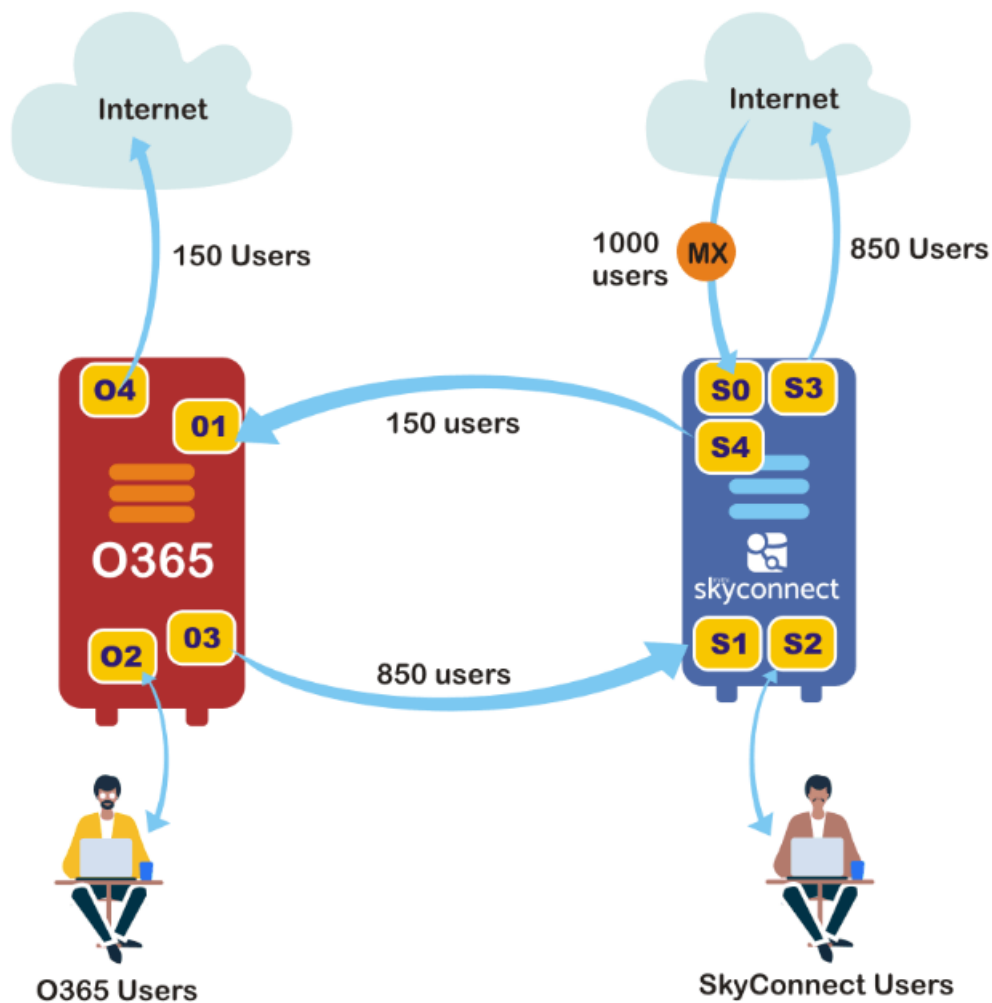 Internet
Internet
1000
users
MX
850 Users
150 Users
O4
01
150 users
S0
S3
S4
O365
skyconnect
O2
03
850 users
S1
S2
O365 Users
SkyConnect Users